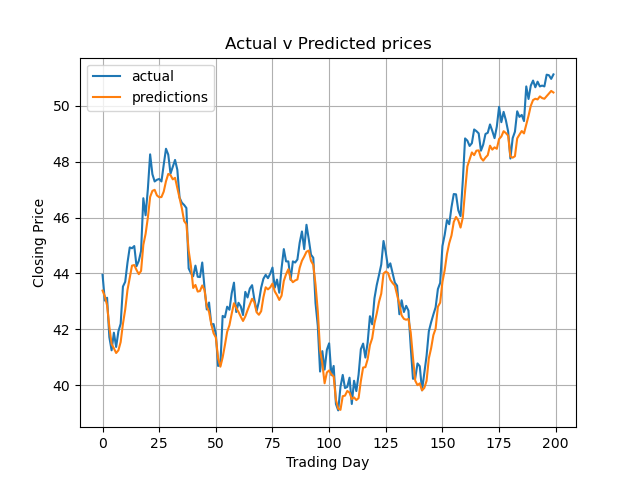 Actual v Predicted prices
actual
predictions
Closing Price
50
48
46
44
42
40
0 25 50 75 100 125 150 175 200
Trading Day